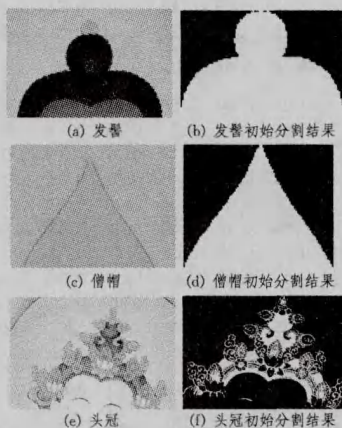 (a) 发髻 (b) 发髻初始分割结果
(c) 僧帽 (d) 僧帽初始分割结果
(e) 头冠 (f) 头冠初始分割结果